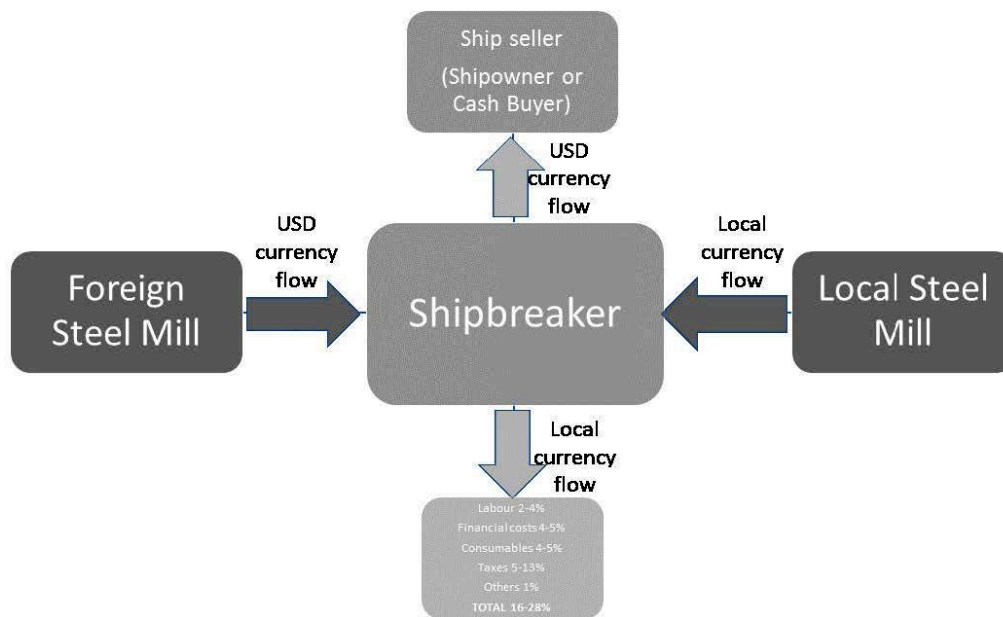 Ship seller
(Shipowner or
Cash Buyer)
USD
currency
flow
USD
currency
flow
Local
currency
flow
Foreign
Steel Mill
Shipbreaker
Local Steel
Mill
Local
currency
flow
Labour 2-4%
Financial costs 4-5%
Consumables 4-5%
Taxes 5-13%
Others 1%
TOTAL 16-28%